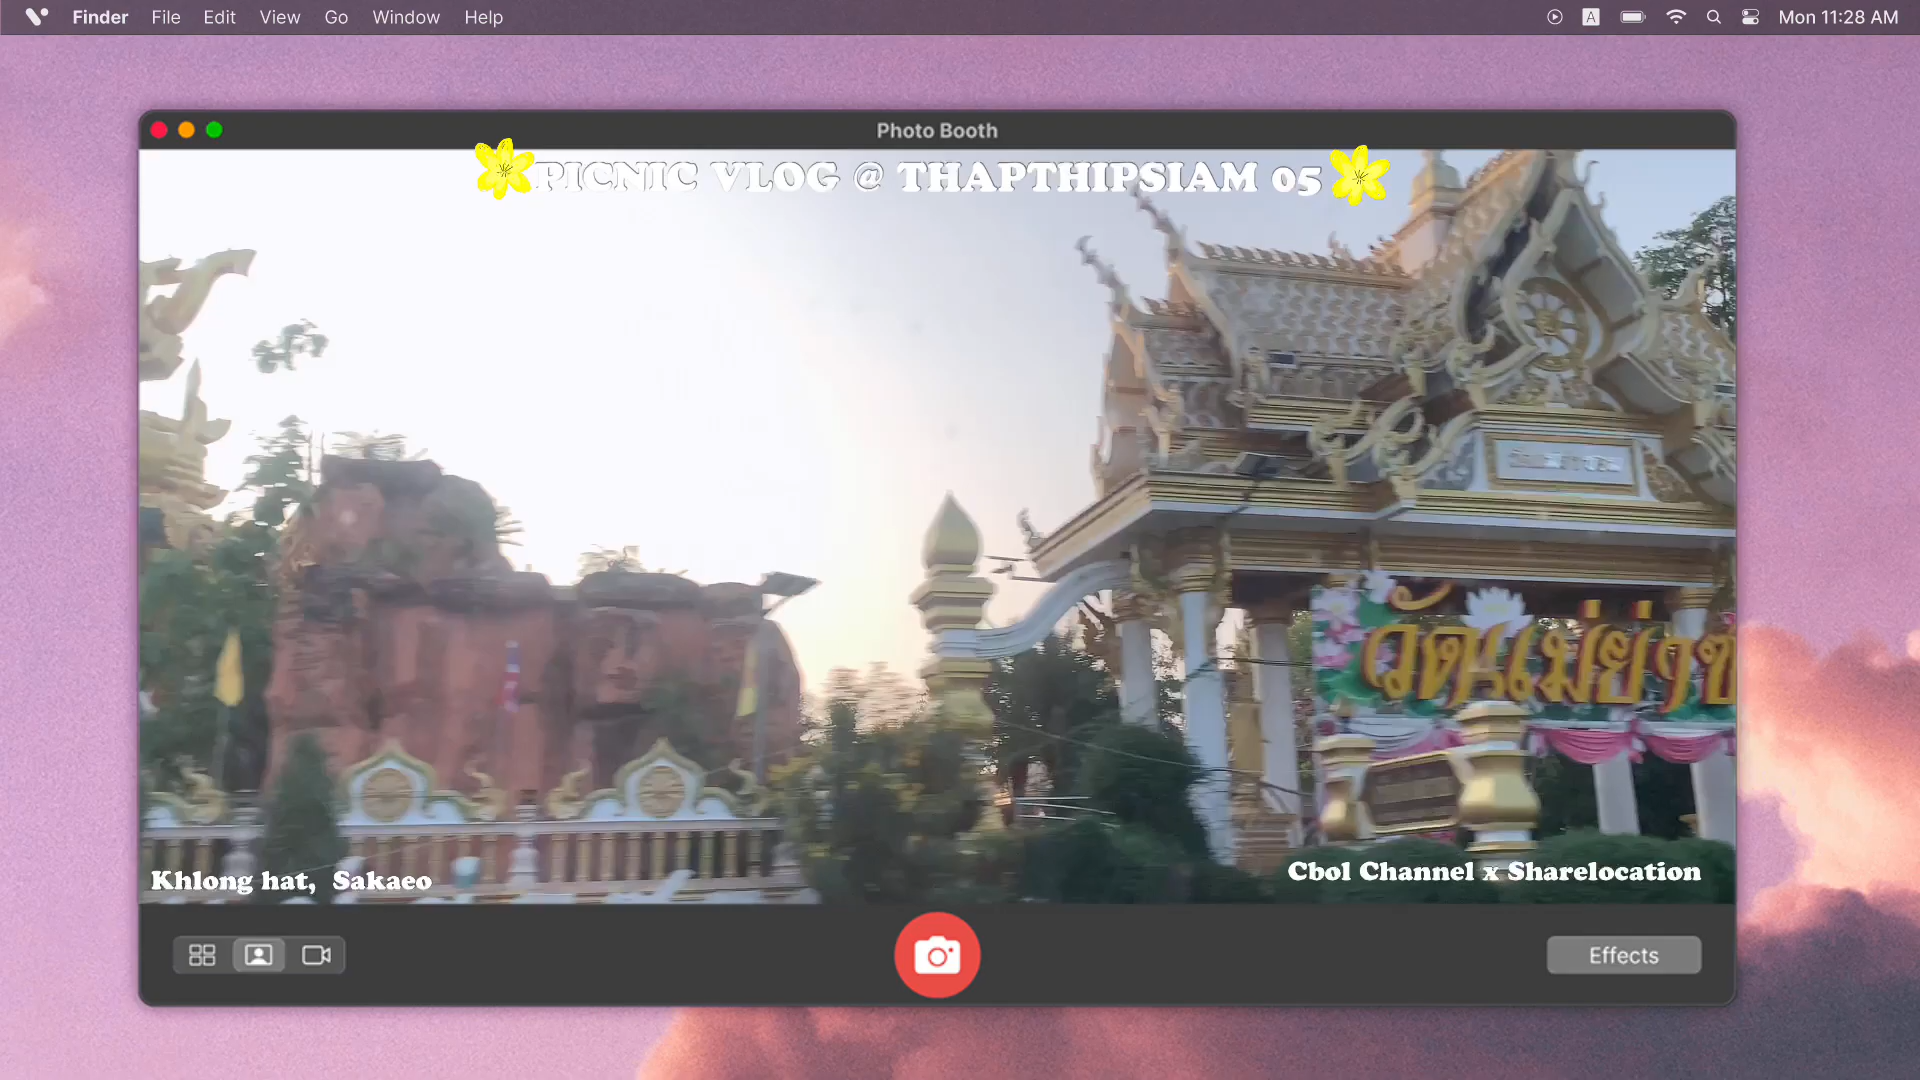 Finder File Edit View Go Window Help A Mon 11:28 AM
Photo Booth
PICNIC VLOG @ THAPTHIPSIAM 05
Khlong hat, Sakaeo
Cbol Channel x Sharelocation
Effects